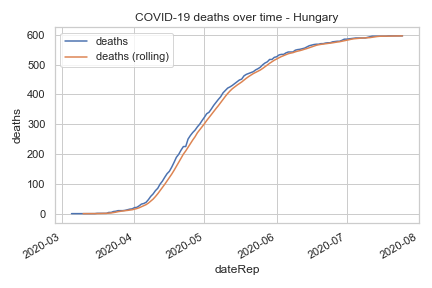 COVID-19 deaths over time - Hungary
deaths
deaths (rolling)
600
500
400
300
200
100
0
deaths
2020-03
2020-04
2020-05
2020-06
2020-07
2020-08
dateRep